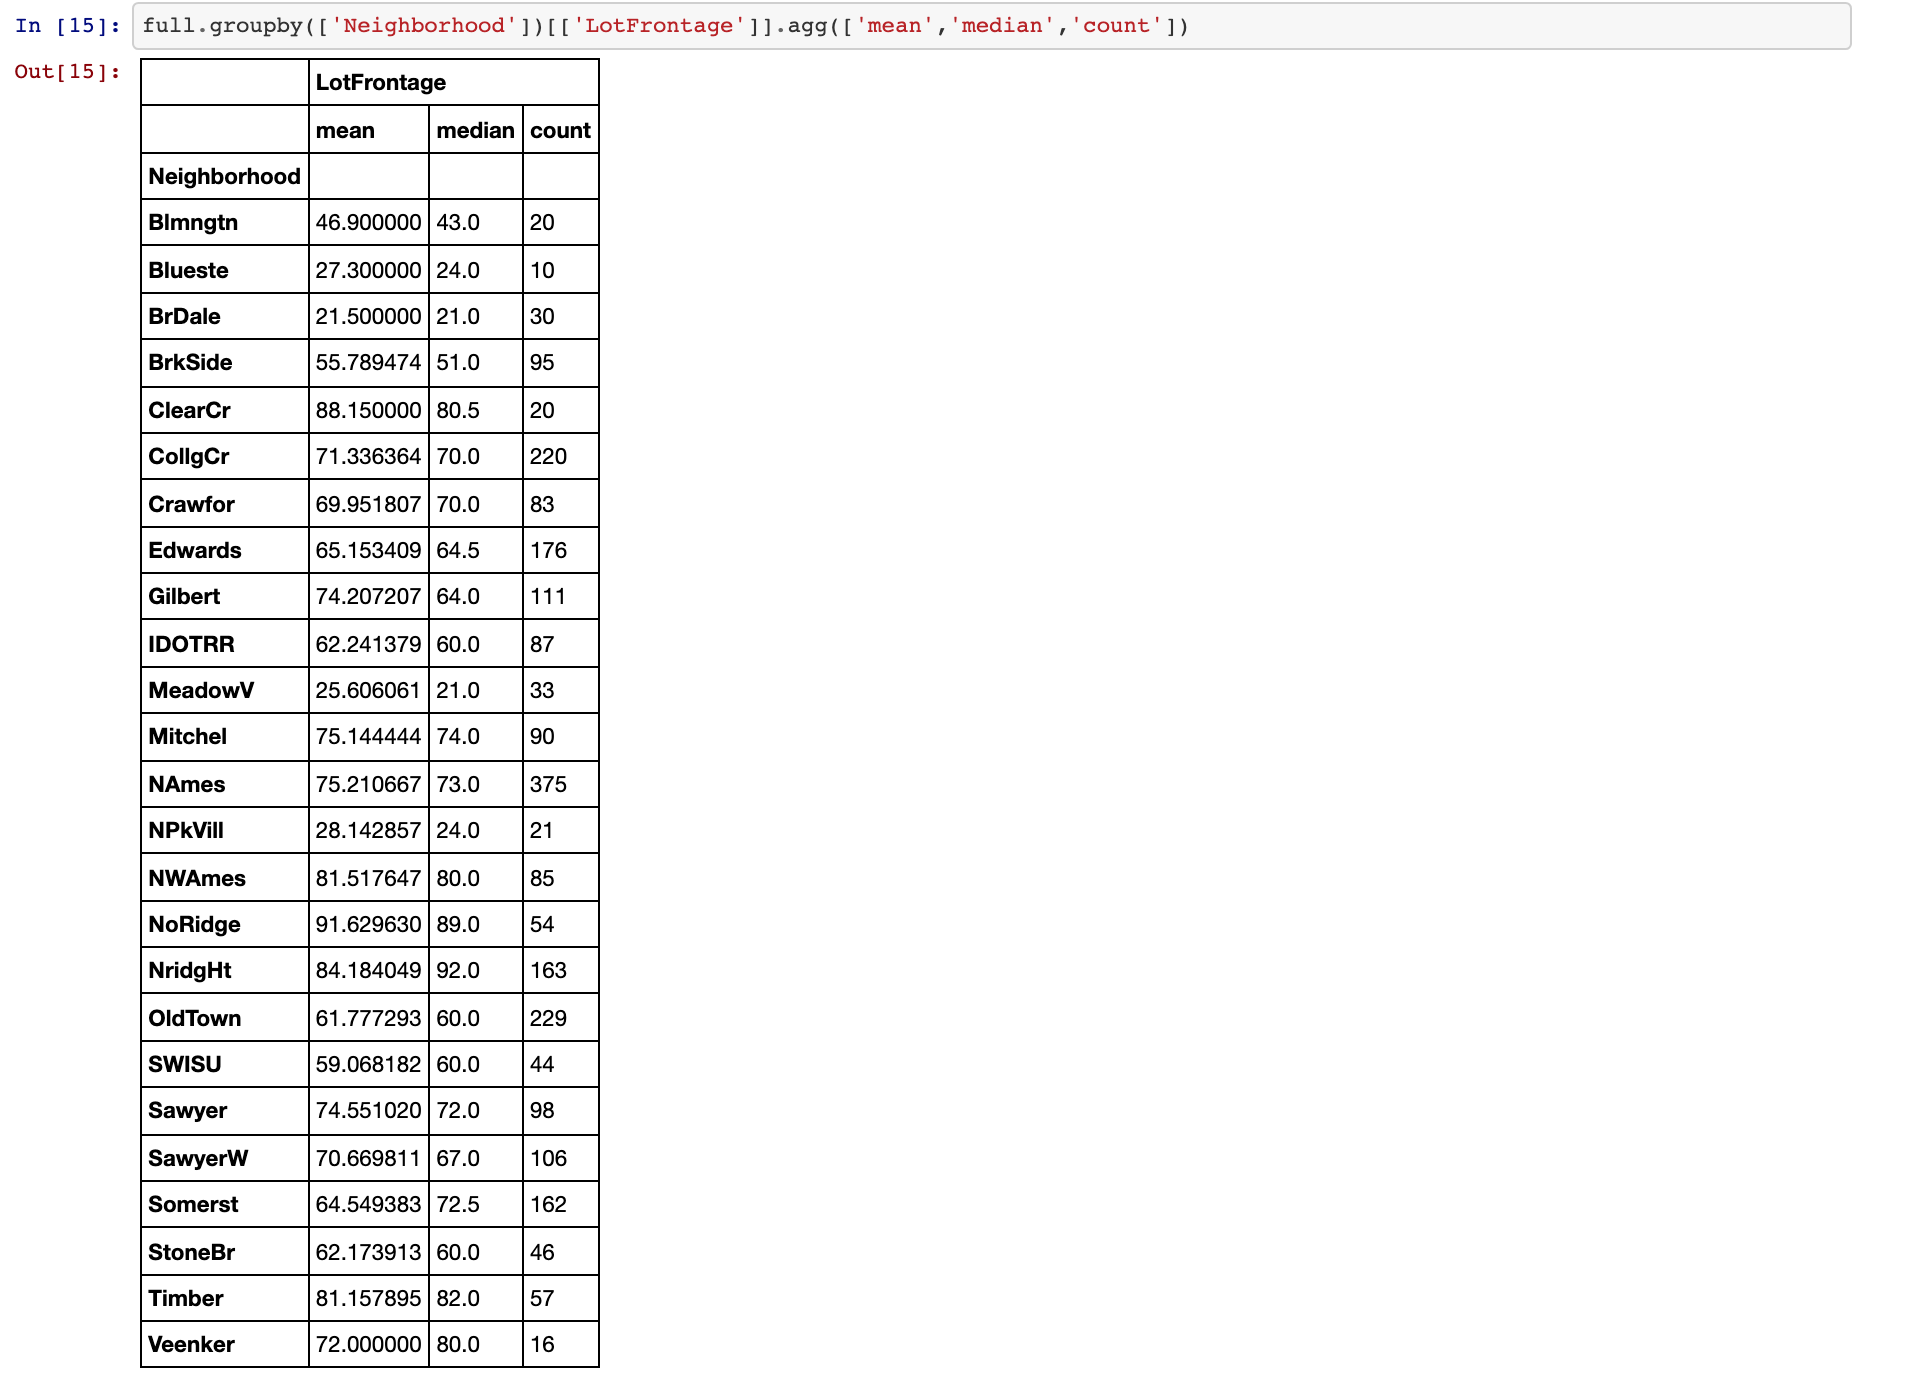 In [15]: full.groupby(['Neighborhood'])[['LotFrontage']].agg(['mean','median','count'])
Out[15]:
LotFrontage
mean median count
Neighborhood
Blmngtn 46.900000 43.0 20
Blueste 27.300000 24.0 10
BrDale 21.500000 21.0 30
BrkSide 55.789474 51.0 95
ClearCr 88.150000 80.5 20
CollgCr 71.336364 70.0 220
Crawfor 69.951807 70.0 83
Edwards 65.153409 64.5 176
Gilbert 74.207207 64.0 111
IDOTRR 62.241379 60.0 87
MeadowV 25.606061 21.0 33
Mitchel 75.144444 74.0 90
NAmes 75.210667 73.0 375
NPkVill 28.142857 24.0 21
NWAmes 81.517647 80.0 85
NoRidge 91.629630 89.0 54
NridgHt 84.184049 92.0 163
OldTown 61.777293 60.0 229
SWISU 59.068182 60.0 44
Sawyer 74.551020 72.0 98
SawyerW 70.669811 67.0 106
Somerst 64.549383 72.5 162
StoneBr 62.173913 60.0 46
Timber 81.157895 82.0 57
Veenker 72.000000 80.0 16